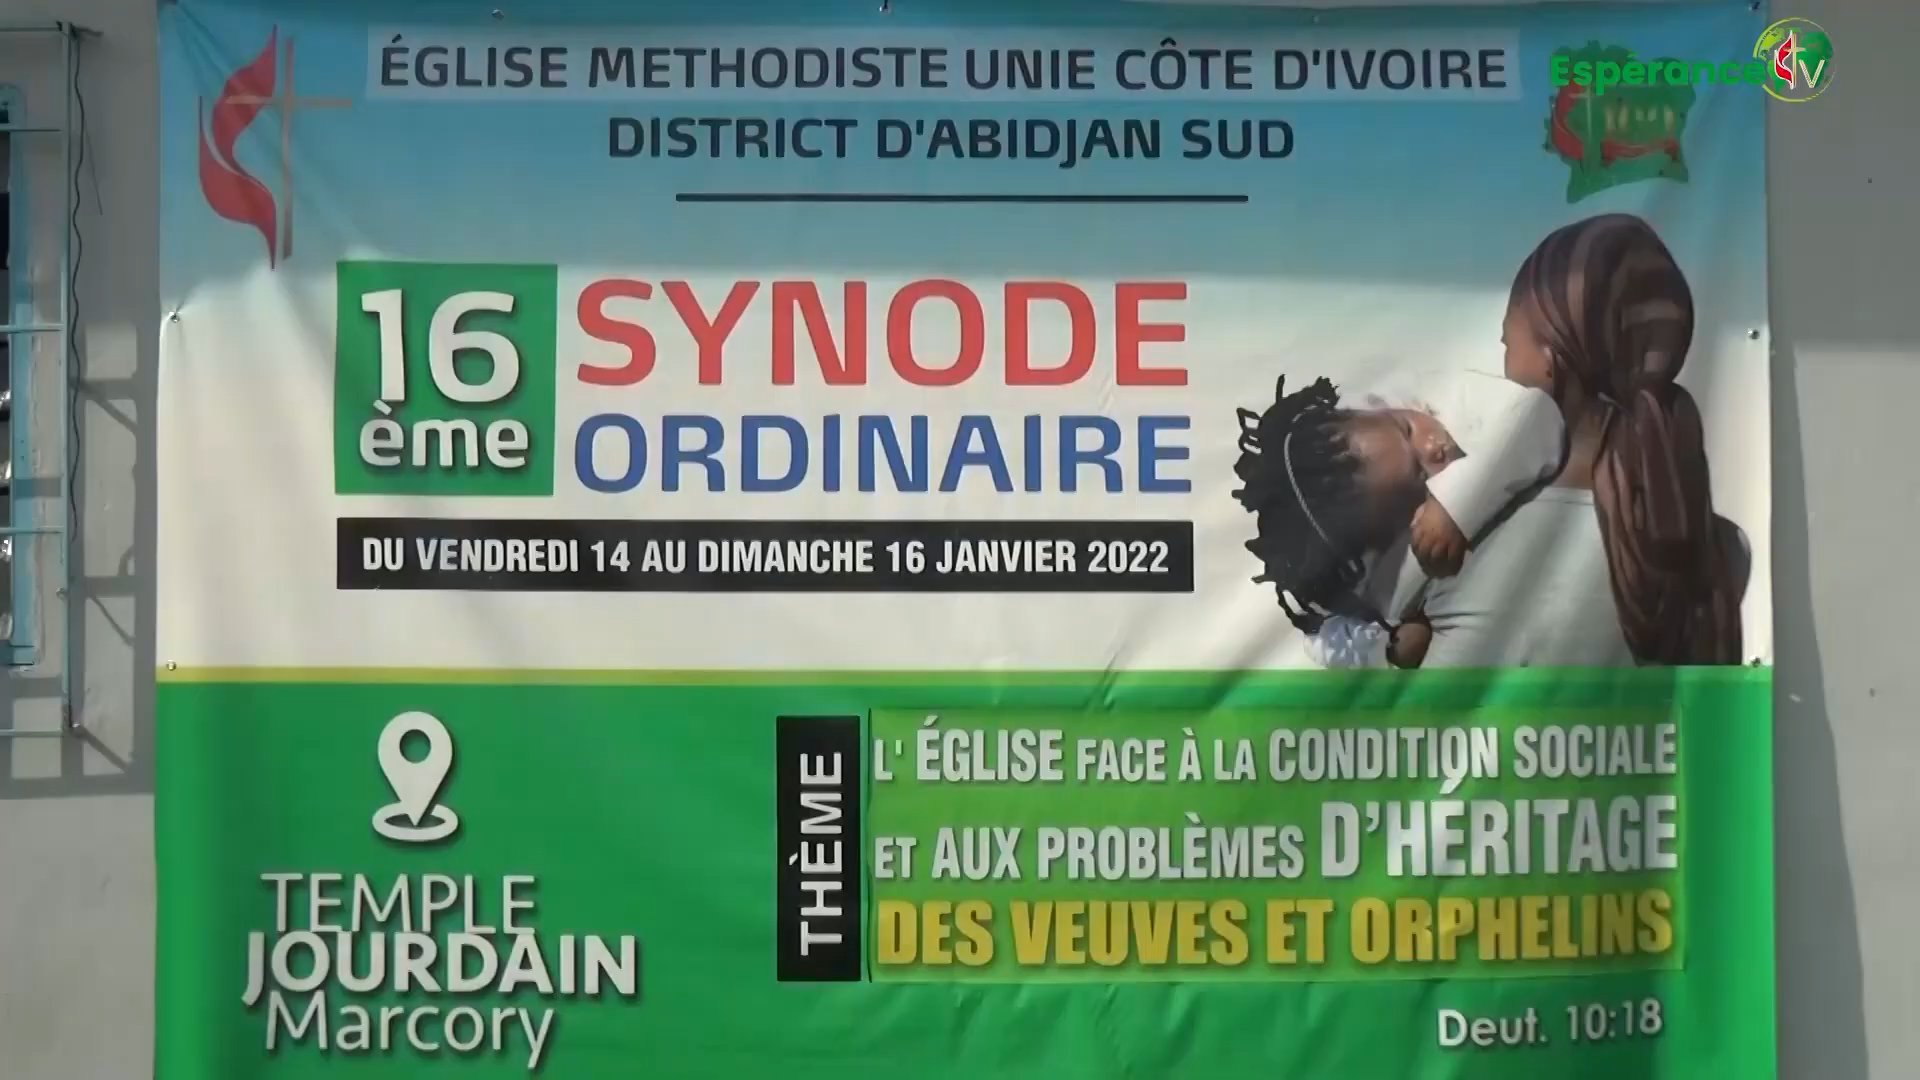 ÉGLISE METHODISTE UNIE CÔTE D'IVOIRE
Espérance TV
DISTRICT D'ABIDJAN SUD
16 ème
SYNODE
ORDINAIRE
DU VENDREDI 14 AU DIMANCHE 16 JANVIER 2022
TEMPLE
JOURDAIN
Marcory
THÈME
L' ÉGLISE FACE À LA CONDITION SOCIALE
ET AUX PROBLÈMES D'HÉRITAGE
DES VEUVES ET ORPHELINS
Deut. 10:18